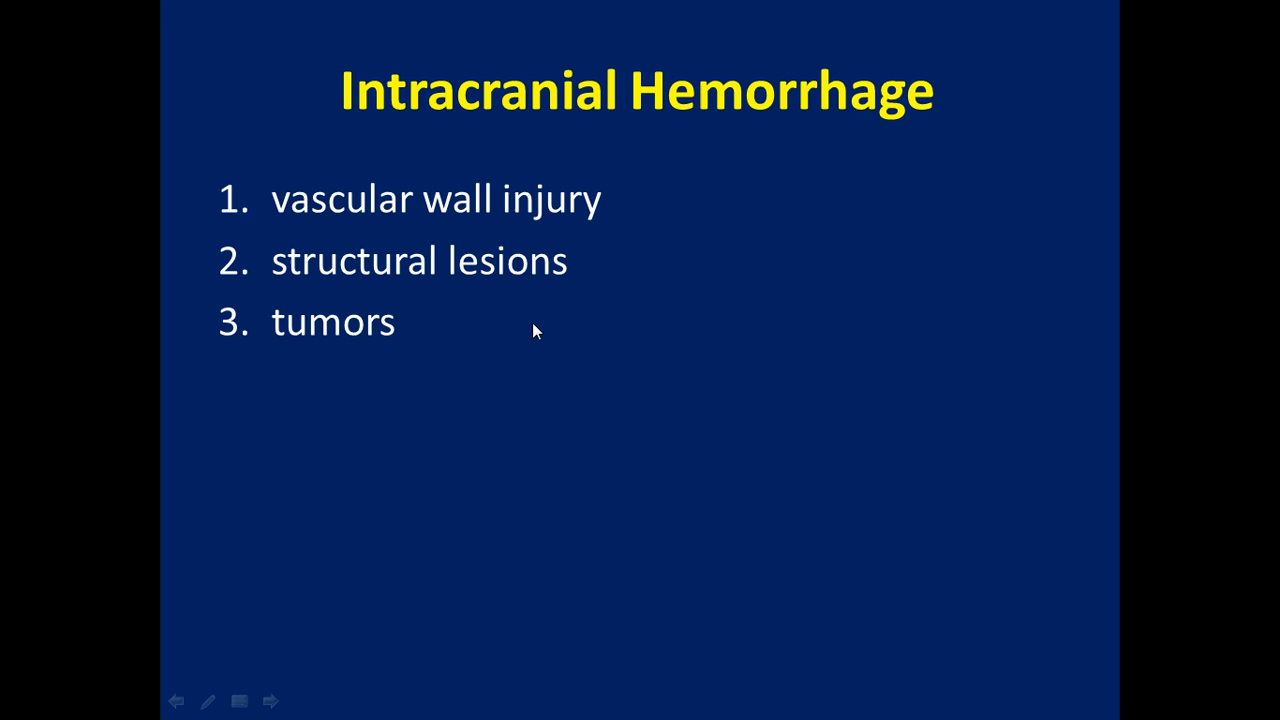 Intracranial Hemorrhage
1. vascular wall injury
2. structural lesions
3. tumors